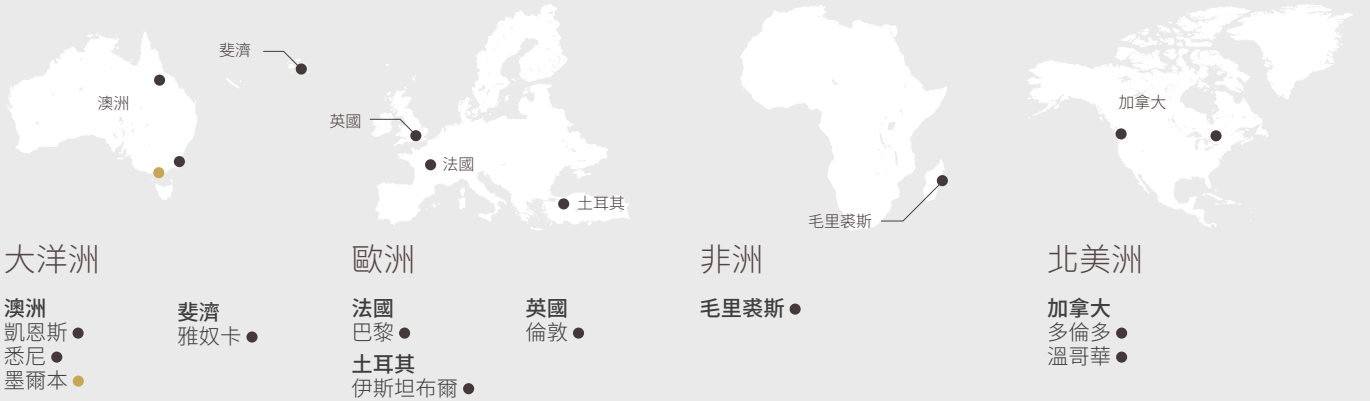 斐濟
澳洲
英國
法國
土耳其
毛里裘斯
加拿大
大洋洲
澳洲
凱恩斯
悉尼
墨爾本
斐濟
雅奴卡
歐洲
法國
巴黎
土耳其
伊斯坦布爾
英國
倫敦
非洲
毛里裘斯
北美洲
加拿大
多倫多
溫哥華